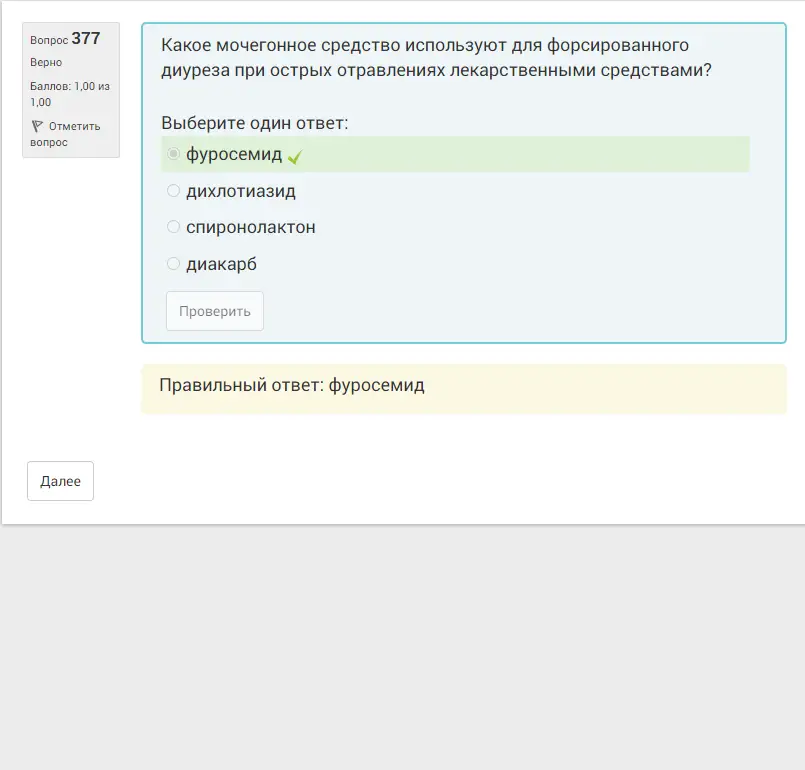 Вопрос 377
Верно
Баллов: 1,00 из
1,00
Отметить
вопрос
Какое мочегонное средство используют для форсированного
диуреза при острых отравлениях лекарственными средствами?
Выберите один ответ:
фуросемид
дихлотиазид
спиронолактон
диакарб
Проверить
Правильный ответ: фуросемид
Далее